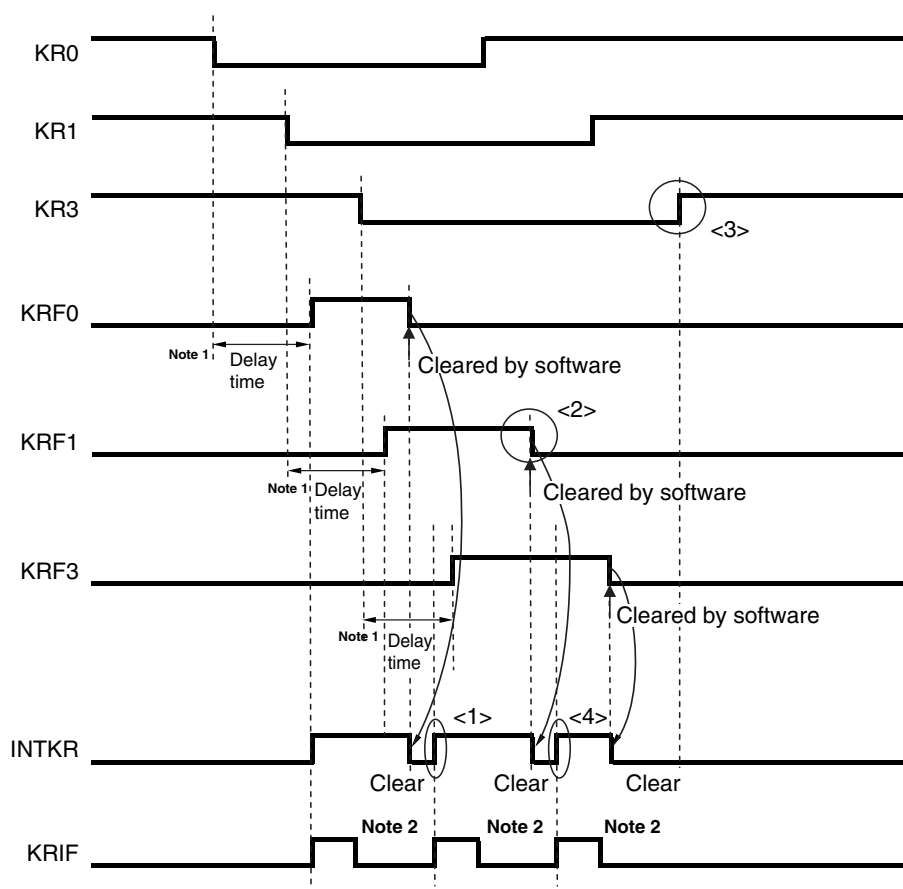 KR0
KR1
KR3
<3>
KRF0
Note 1 Delay
time
Cleared by software
<2>
KRF1
Note 1 Delay
time
Cleared by software
KRF3
Cleared by software
Note 1 Delay
time
<1>
<4>
INTKR
Clear
Clear
Clear
Note 2
Note 2
Note 2
KRIF